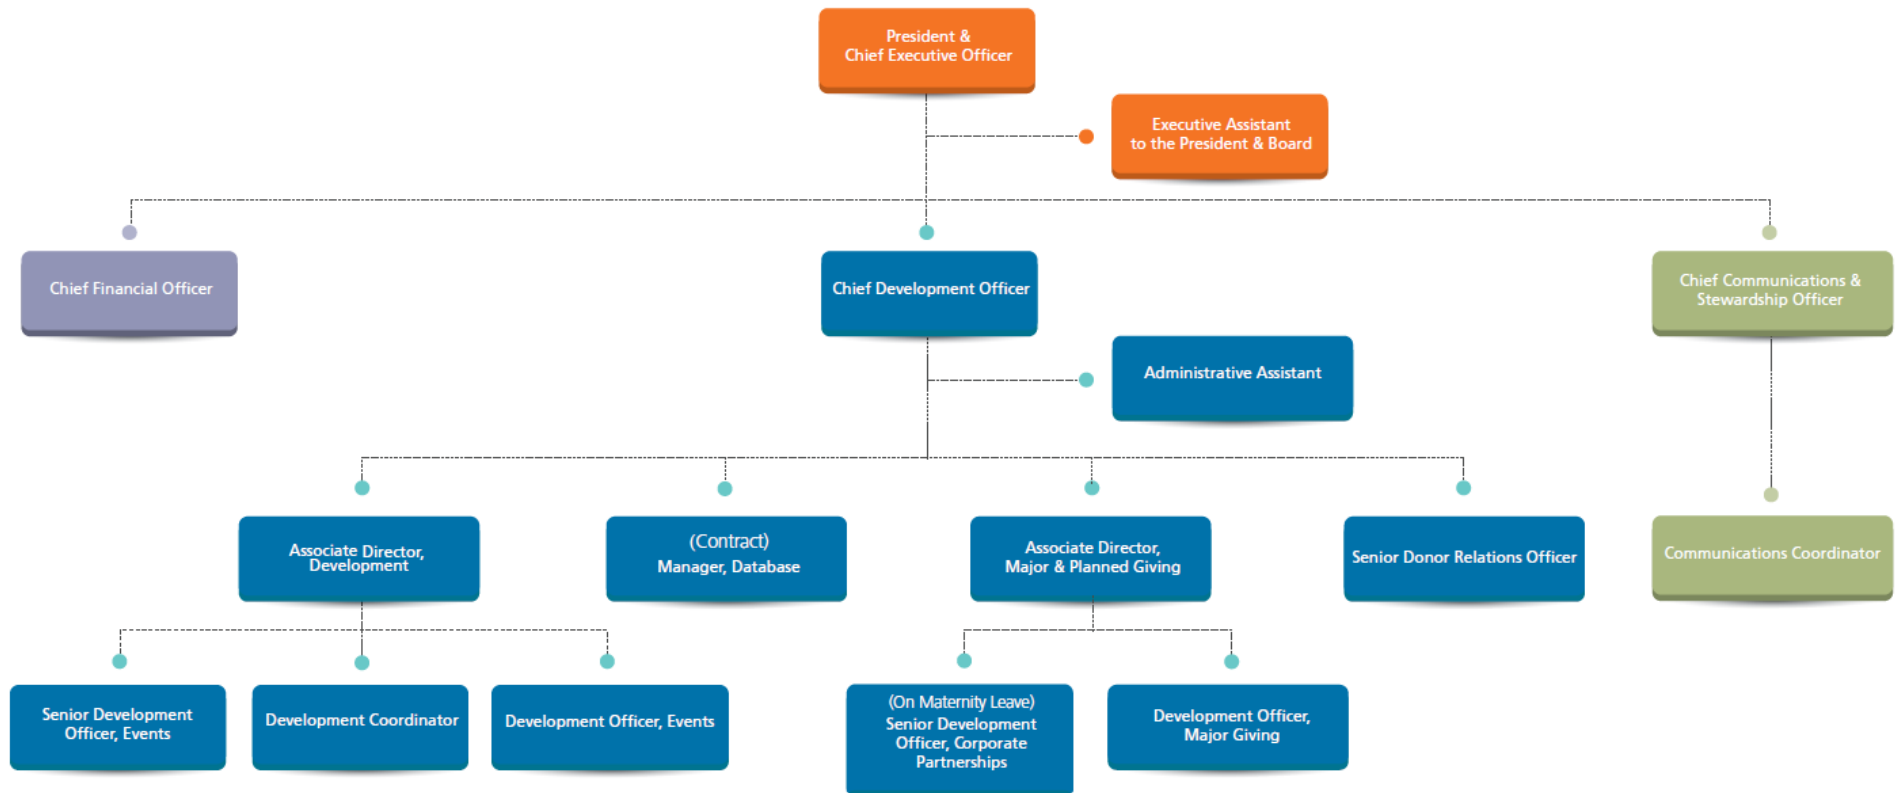 President &
Chief Executive Officer
Executive Assistant
to the President & Board
Chief Financial Officer
Chief Development Officer
Chief Communications &
Stewardship Officer
Administrative Assistant
Associate Director,
Development
(Contract)
Manager, Database
Associate Director,
Major & Planned Giving
Senior Donor Relations Officer
Communications Coordinator
Senior Development
Officer, Events
Development Coordinator
Development Officer, Events
(On Maternity Leave)
Senior Development
Officer, Corporate
Partnerships
Development Officer,
Major Giving